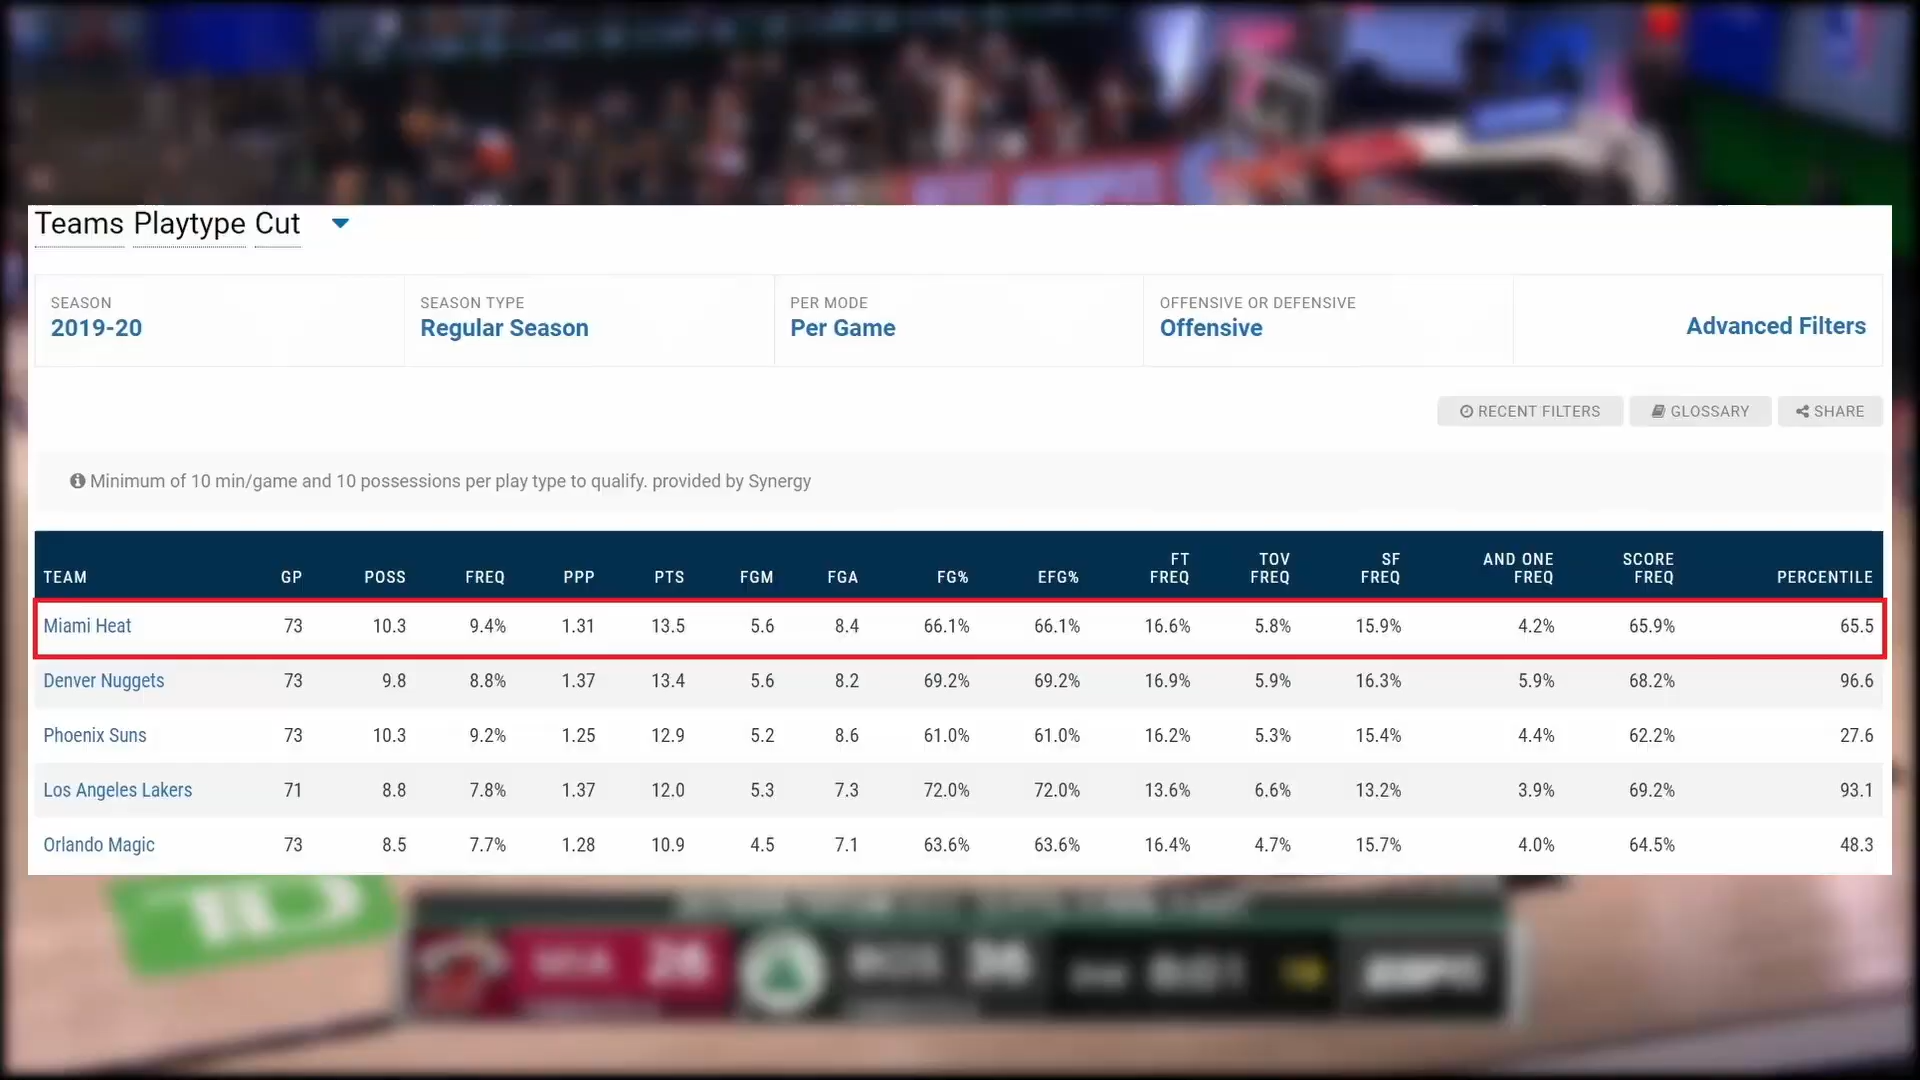 Teams Playtype Cut
SEASON
2019-20
SEASON TYPE
Regular Season
PER MODE
Per Game
OFFENSIVE OR DEFENSIVE
Offensive
Advanced Filters
RECENT FILTERS
GLOSSARY
SHARE
Minimum of 10 min/game and 10 possessions per play type to qualify. provided by Synergy
TEAM GP POSS FREQ PPP PTS FGM FGA FG% EFG% FT FREQ TOV FREQ SF FREQ AND ONE FREQ SCORE FREQ PERCENTILE
Miami Heat 73 10.3 9.4% 1.31 13.5 5.6 8.4 66.1% 66.1% 16.6% 5.8% 15.9% 4.2% 65.9% 65.5
Denver Nuggets 73 9.8 8.8% 1.37 13.4 5.6 8.2 69.2% 69.2% 16.9% 5.9% 16.3% 5.9% 68.2% 96.6
Phoenix Suns 73 10.3 9.2% 1.25 12.9 5.2 8.6 61.0% 61.0% 16.2% 5.3% 15.4% 4.4% 62.2% 27.6
Los Angeles Lakers 71 8.8 7.8% 1.37 12.0 5.3 7.3 72.0% 72.0% 13.6% 6.6% 13.2% 3.9% 69.2% 93.1
Orlando Magic 73 8.5 7.7% 1.28 10.9 4.5 7.1 63.6% 63.6% 16.4% 4.7% 15.7% 4.0% 64.5% 48.3
MIA 26 BOS 36
ESPN